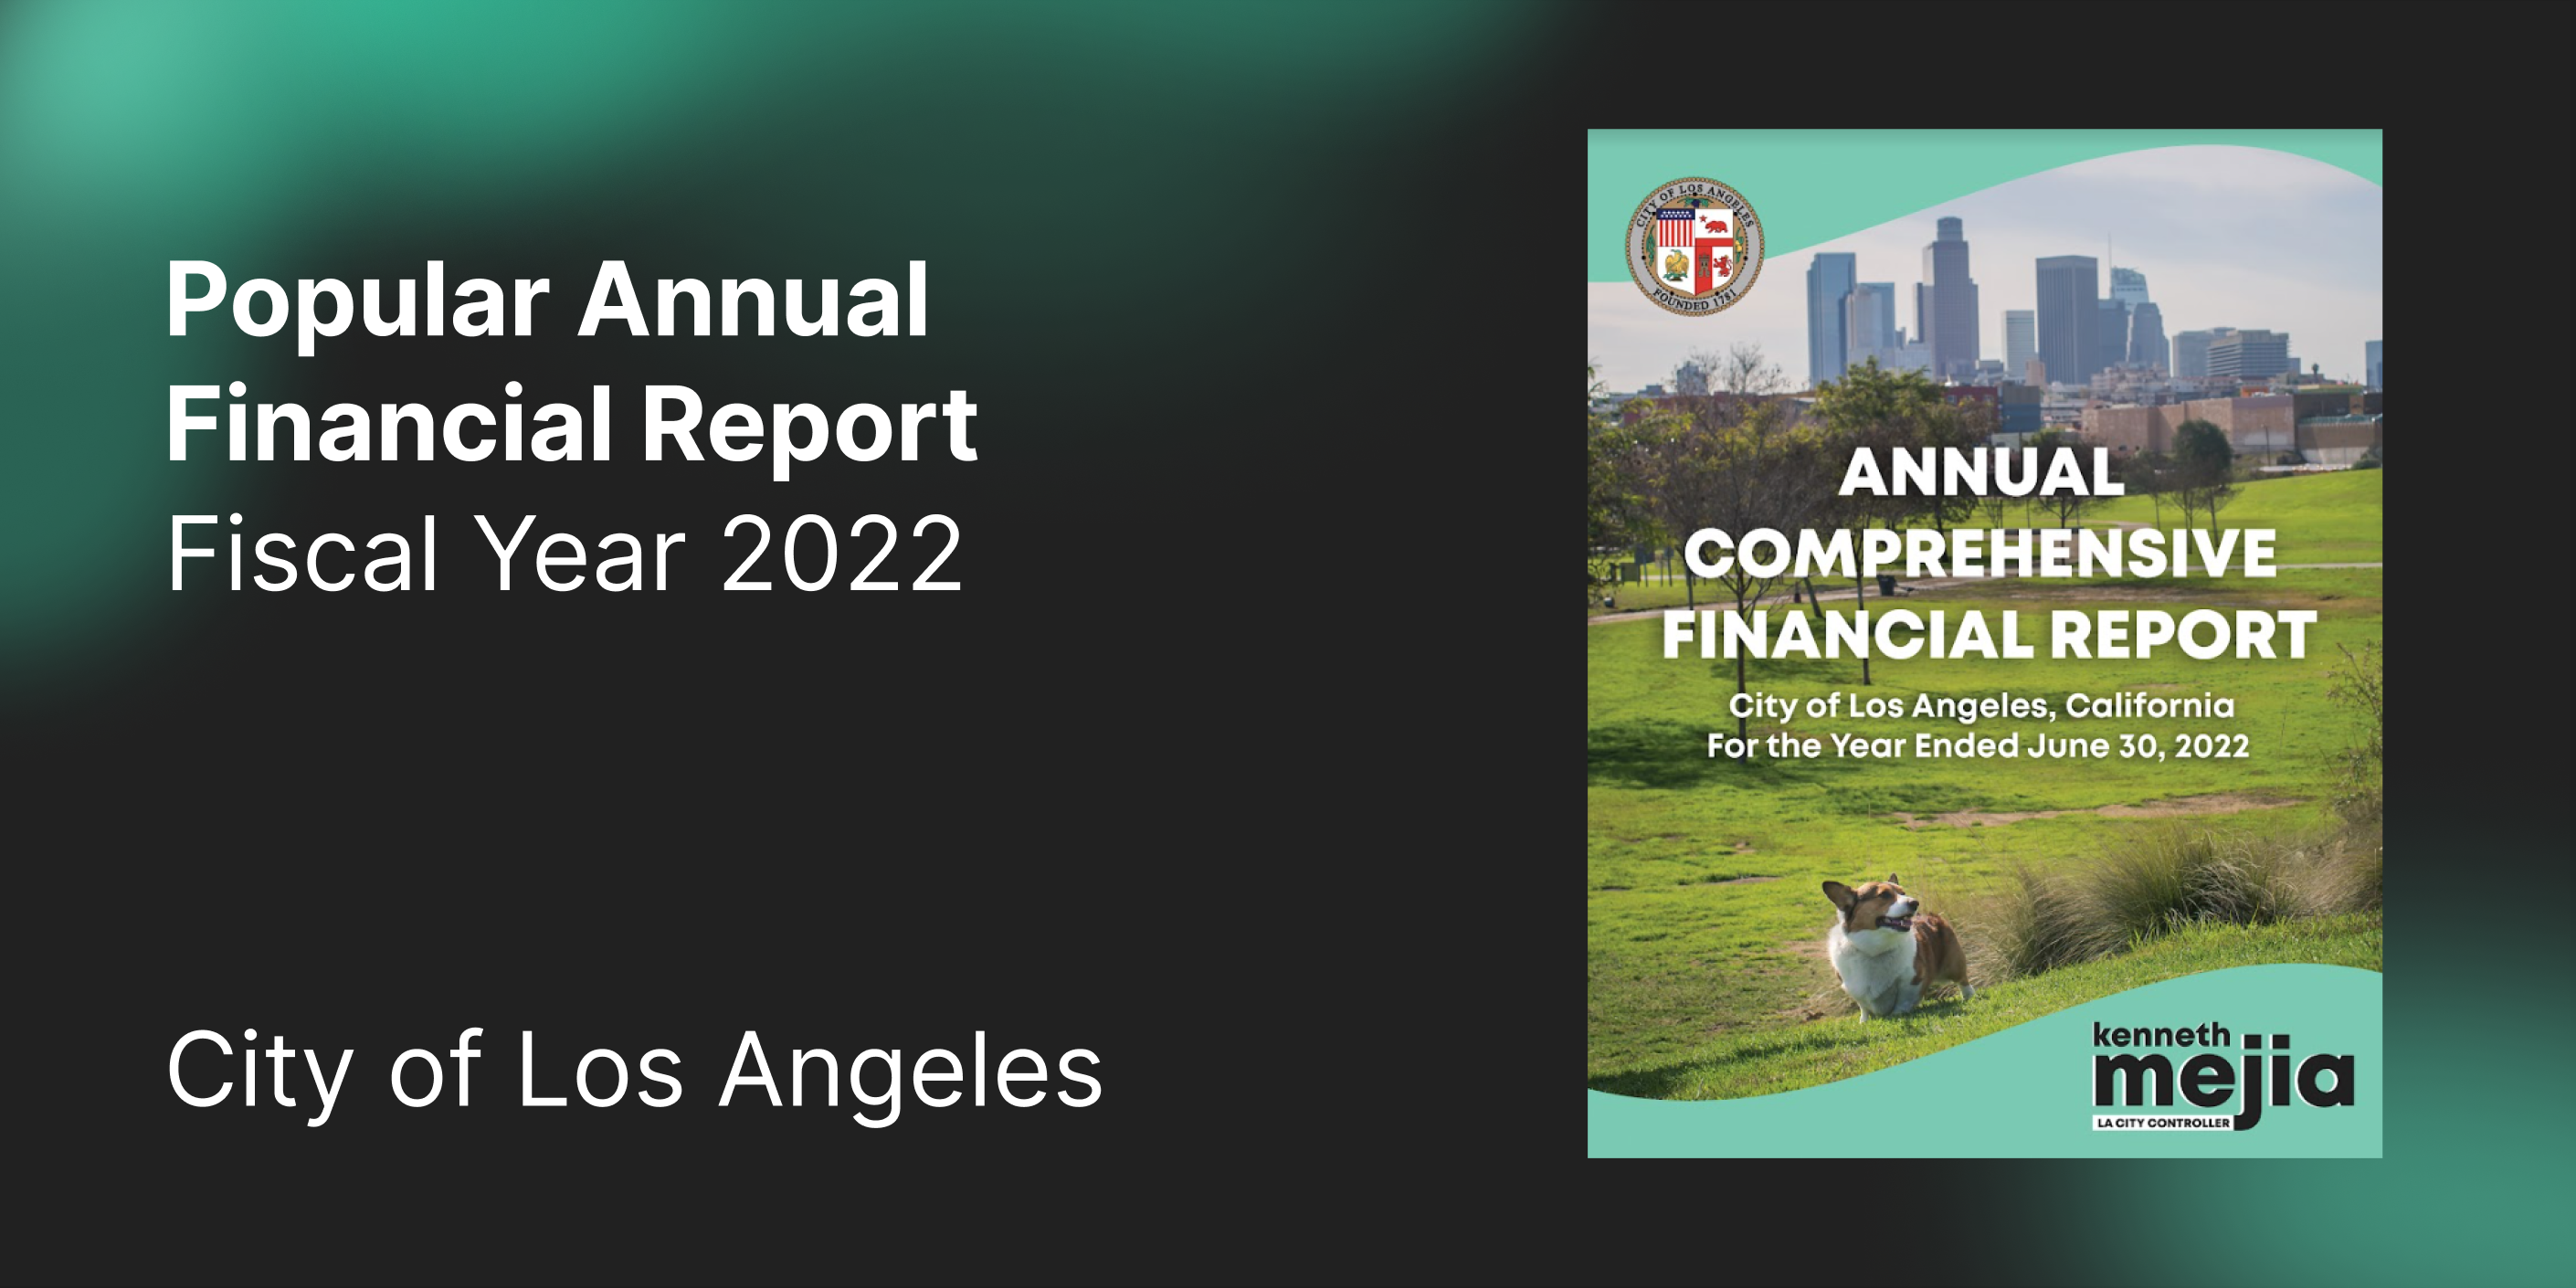 Popular Annual
Financial Report
Fiscal Year 2022
City of Los Angeles
CITY OF LOS ANGELES
FOUNDED 1781
ANNUAL
COMPREHENSIVE
FINANCIAL REPORT
City of Los Angeles, California
For the Year Ended June 30, 2022
kenneth
mejia
LA CITY CONTROLLER